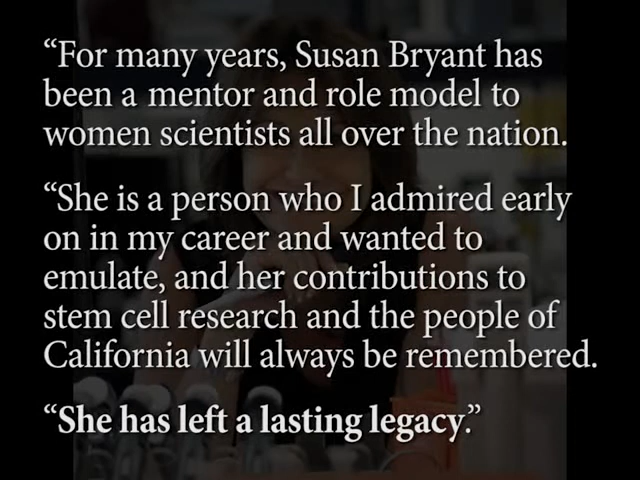 “For many years, Susan Bryant has
been a mentor and role model to
women scientists all over the nation.
“She is a person who I admired early
on in my career and wanted to
emulate, and her contributions to
stem cell research and the people of
California will always be remembered.
“She has left a lasting legacy.”